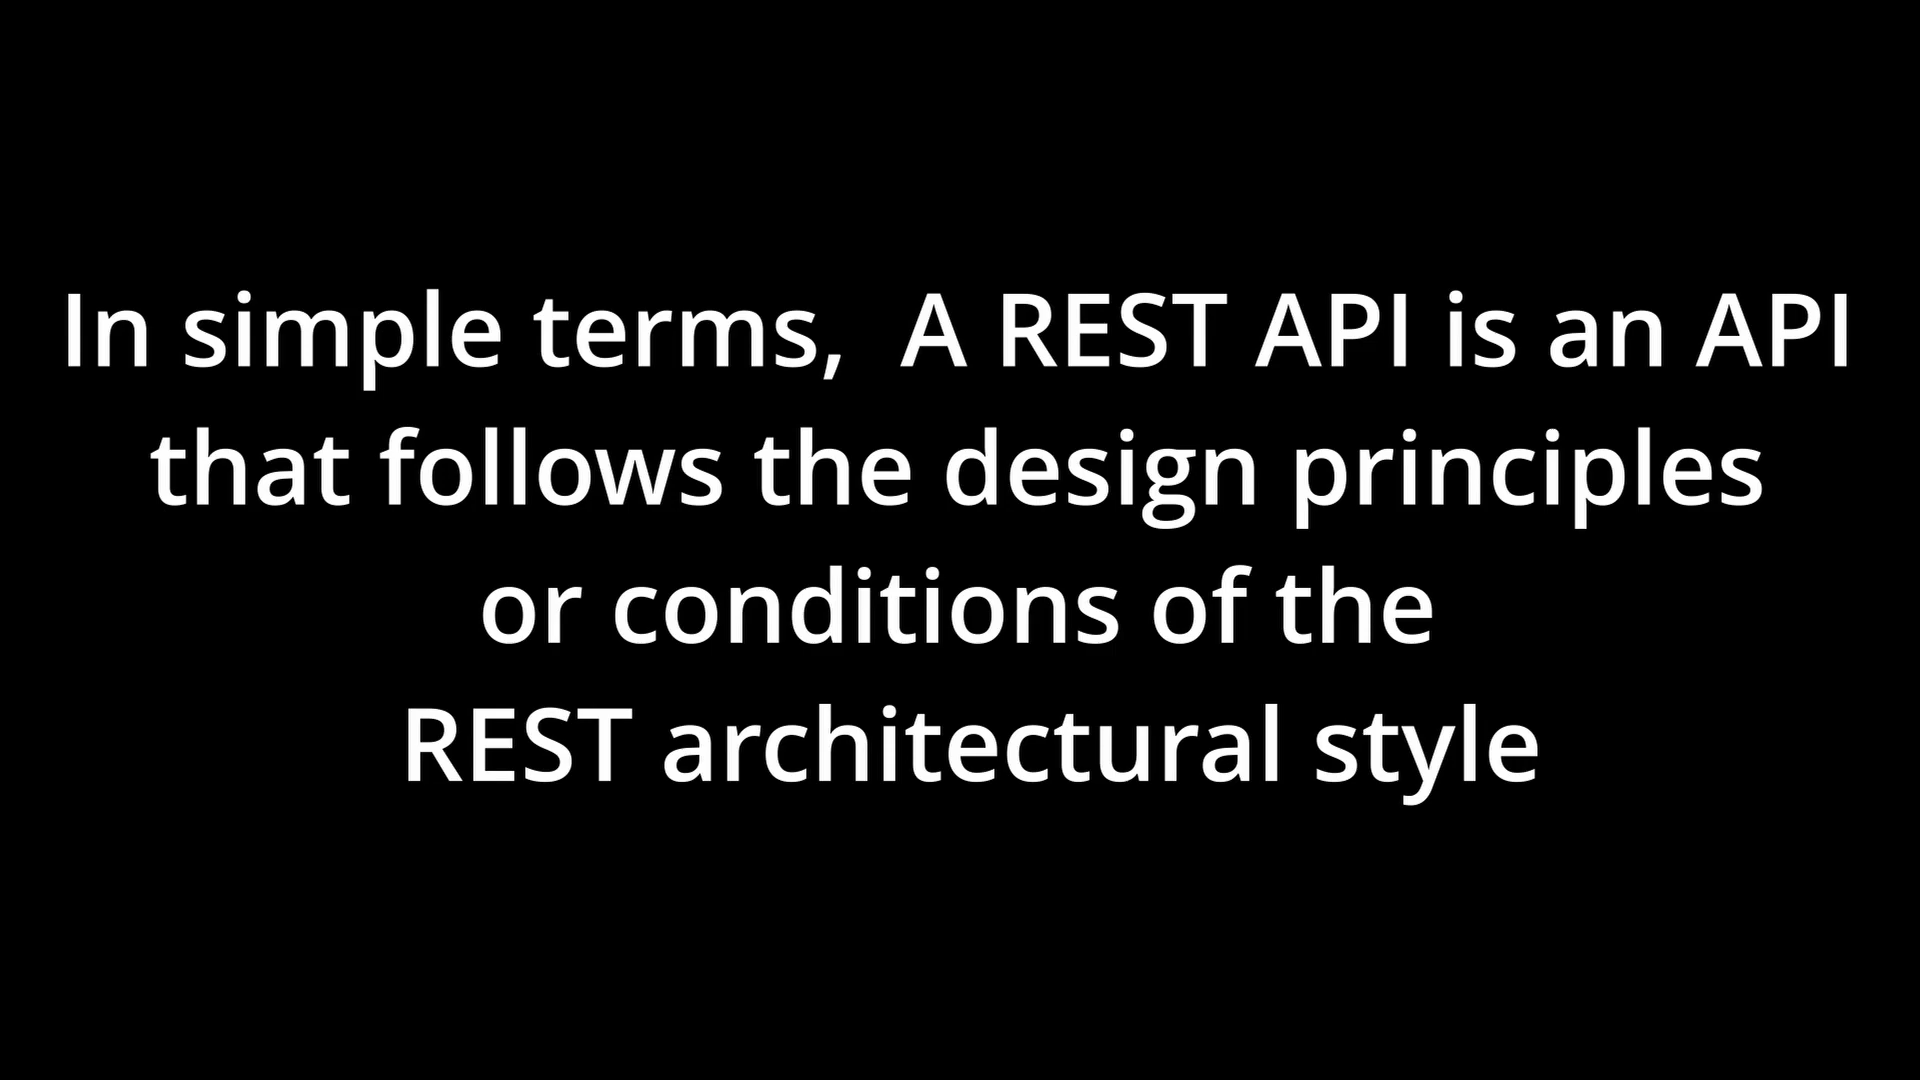 In simple terms,  A REST API is an API
that follows the design principles
or conditions of the
REST architectural style